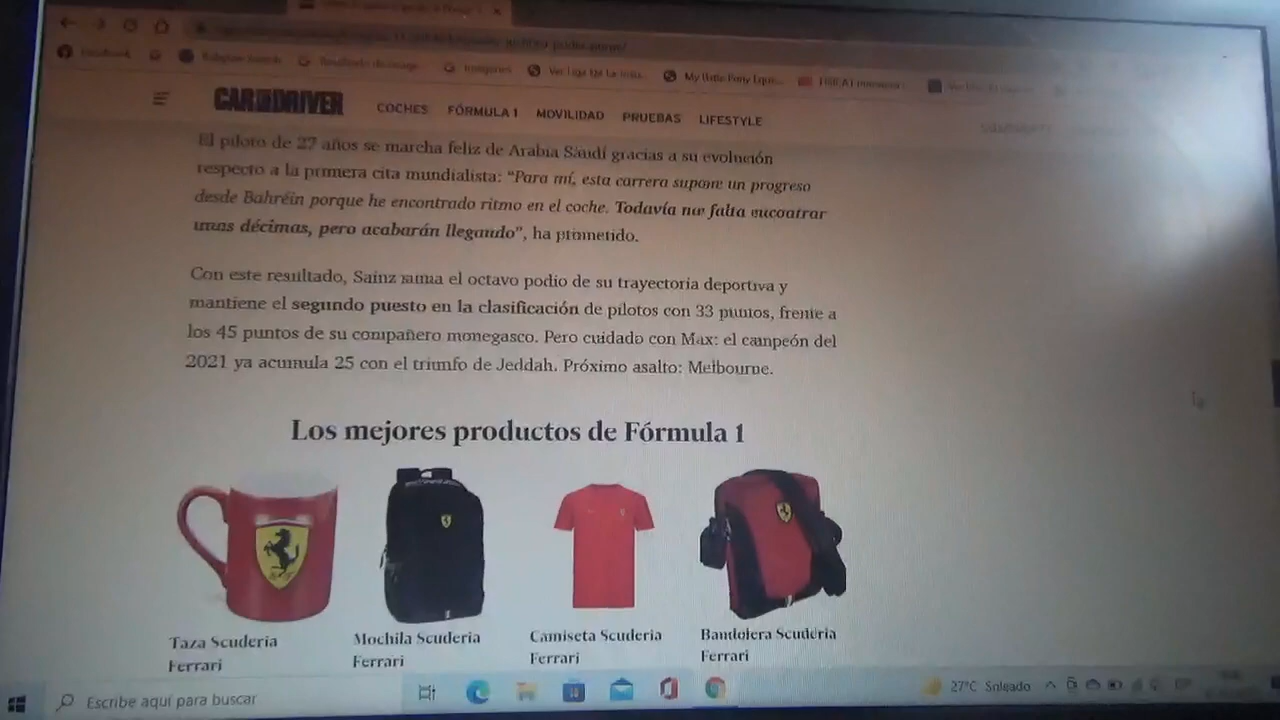 Facebook
My Little Pony Eques...
CAR AND DRIVER
COCHES FÓRMULA 1 MOVILIDAD PRUEBAS LIFESTYLE
El piloto de 27 años se marcha feliz de Arabia Saudí gracias a su evolución
respecto a la primera cita mundialista: “Para mí, esta carrera supone un progreso
desde Bahréin porque he encontrado ritmo en el coche. Todavía me falta encontrar
unas décimas, pero acabarán llegando”, ha prometido.
Con este resultado, Sainz suma el octavo podio de su trayectoria deportiva y
mantiene el segundo puesto en la clasificación de pilotos con 33 puntos, frente a
los 45 puntos de su compañero monegasco. Pero cuidado con Max: el campeón del
2021 ya acumula 25 con el triunfo de Jeddah. Próximo asalto: Melbourne.
Los mejores productos de Fórmula 1
Taza Scuderia
Ferrari
Mochila Scuderia
Ferrari
Camiseta Scuderia
Ferrari
Bandolera Scuderia
Ferrari
Escribe aquí para buscar
27°C Soleado
ESP